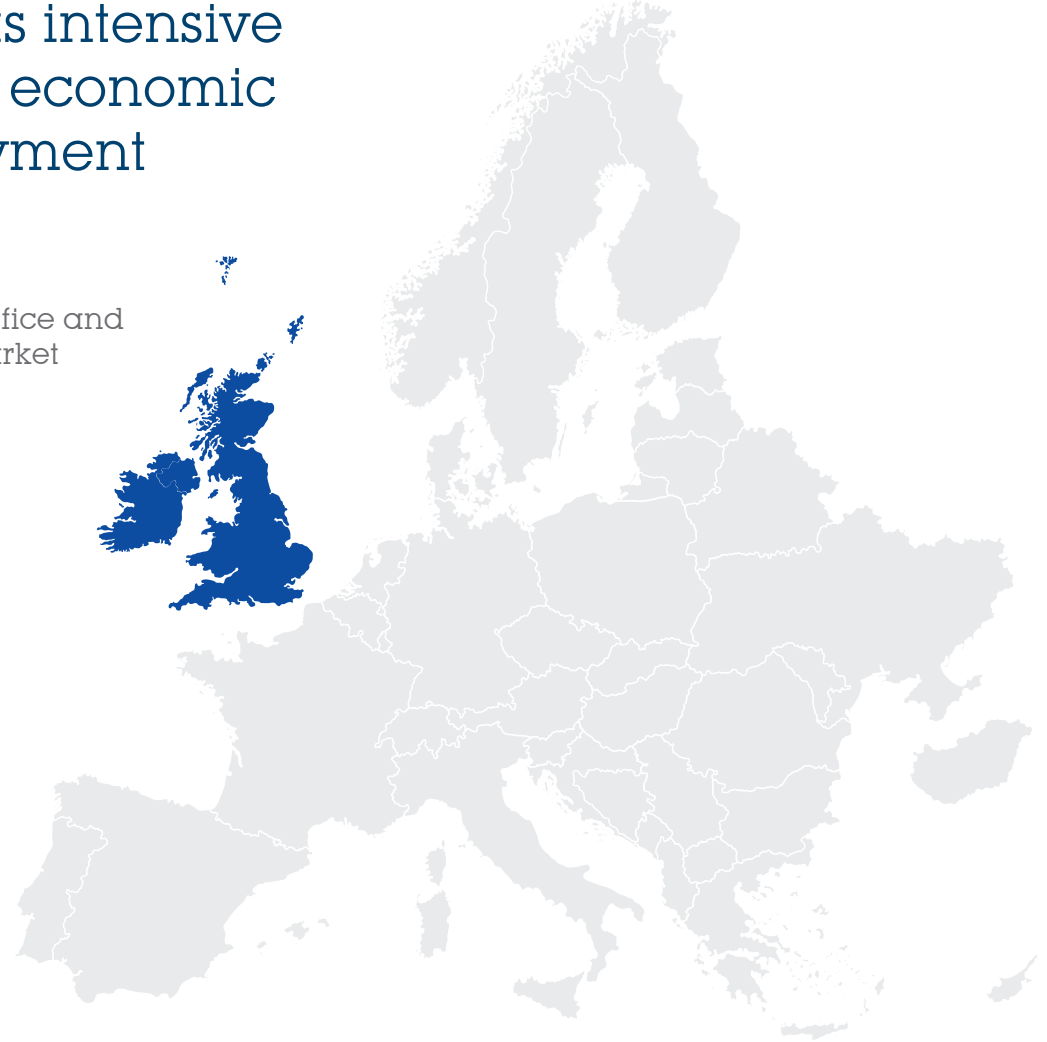 s intensive
economic
yment
fice and
rket